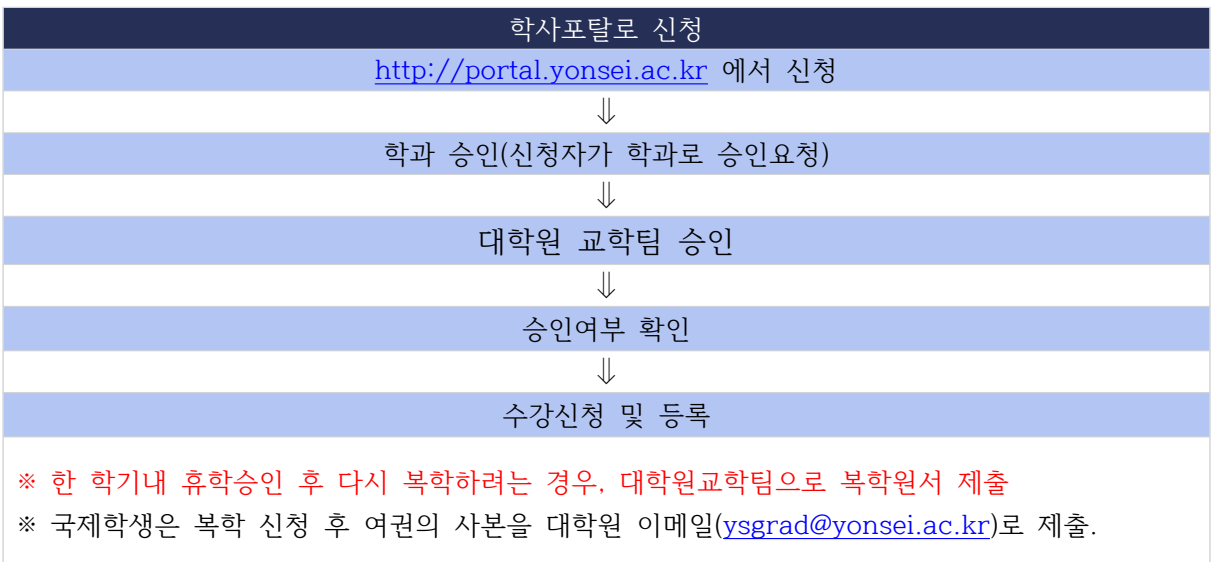 학사포탈로 신청
http://portal.yonsei.ac.kr 에서 신청
⇓
학과 승인(신청자가 학과로 승인요청)
⇓
대학원 교학팀 승인
⇓
승인여부 확인
⇓
수강신청 및 등록
※ 한 학기내 휴학승인 후 다시 복학하려는 경우, 대학원교학팀으로 복학원서 제출
※ 국제학생은 복학 신청 후 여권의 사본을 대학원 이메일(ysgrad@yonsei.ac.kr)로 제출.